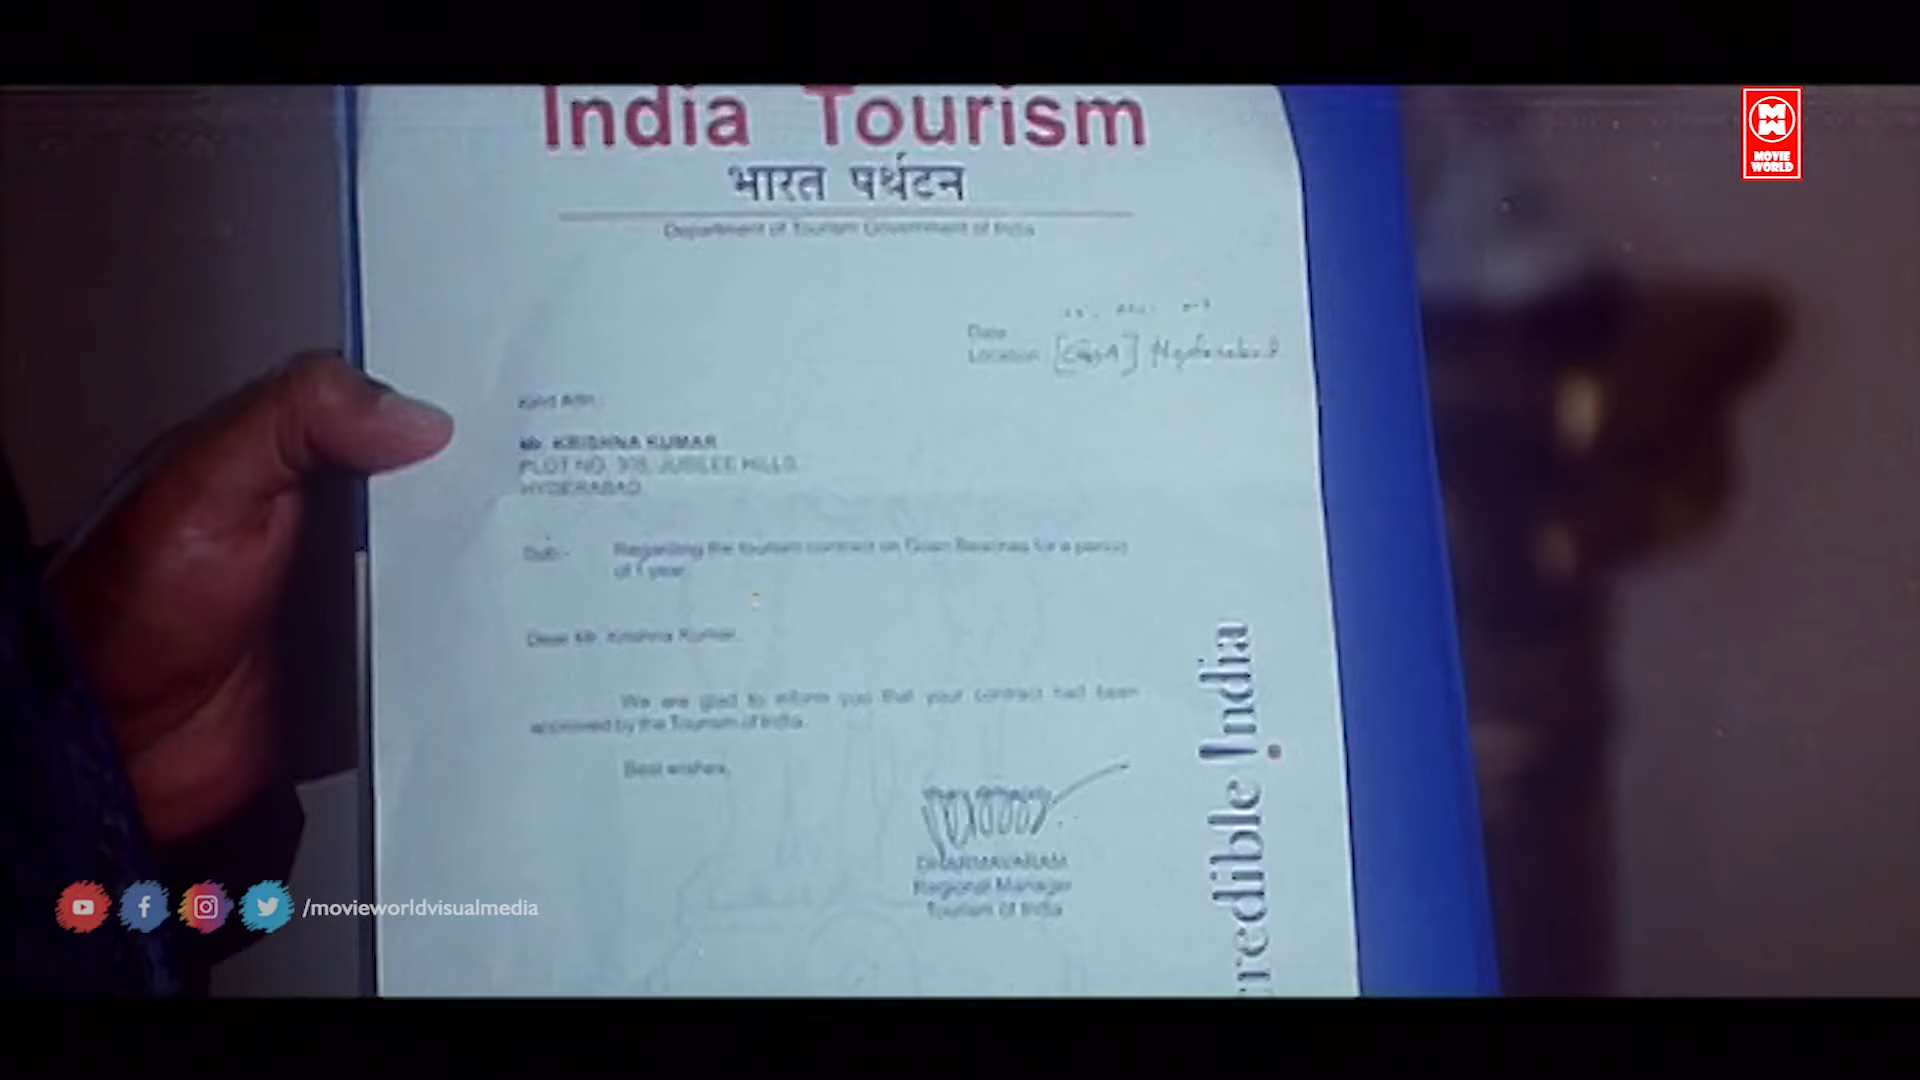 India Tourism
भारत पर्थटन
Department of Tourism Government of India
MOVIE
WORLD
Date
Location [GOA] Hyderabad
Kind Attn:
Mr. KRISHNA KUMAR
PLOT NO. JUBILEE HILLS
HYDERABAD
Sub:-
Regarding the tourism contract on Goan Beaches for a period
of 1 year.
Dear Mr. Krishna Kumar,
We are glad to inform you that your contract had been
approved by the Tourism of India.
Best wishes,
DHARMAVARAM
Regional Manager
Tourism of India
credible India
/movieworldvisualmedia